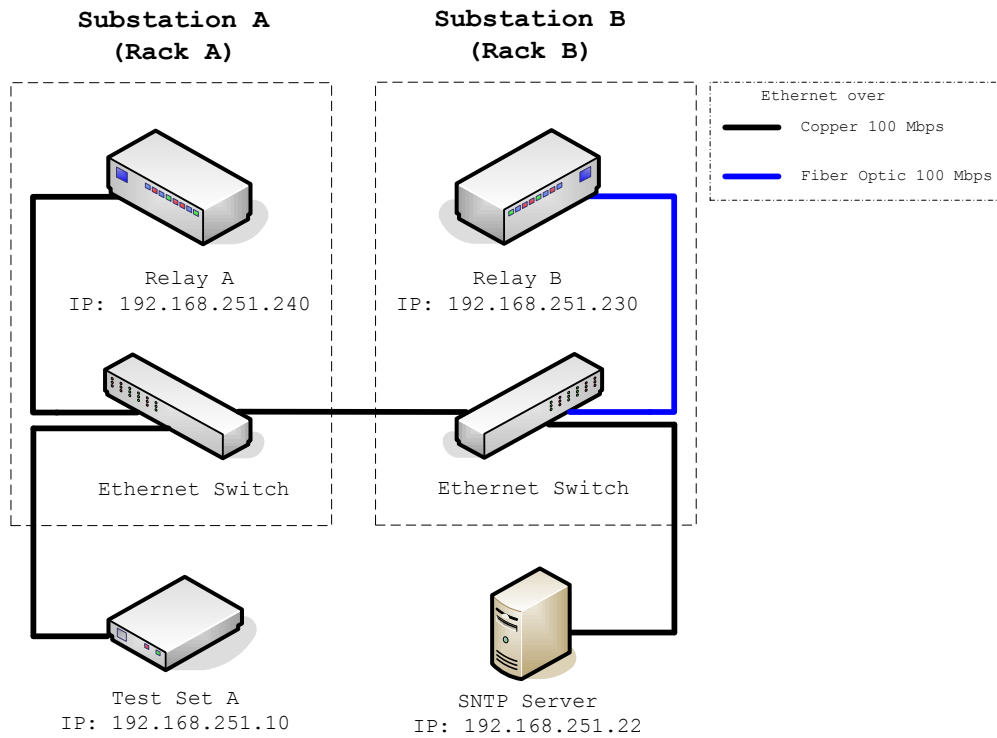 Substation A
(Rack A)
Substation B
(Rack B)
Ethernet over
Copper 100 Mbps
Fiber Optic 100 Mbps
Relay A
IP: 192.168.251.240
Relay B
IP: 192.168.251.230
Ethernet Switch
Ethernet Switch
Test Set A
IP: 192.168.251.10
SNTP Server
IP: 192.168.251.22